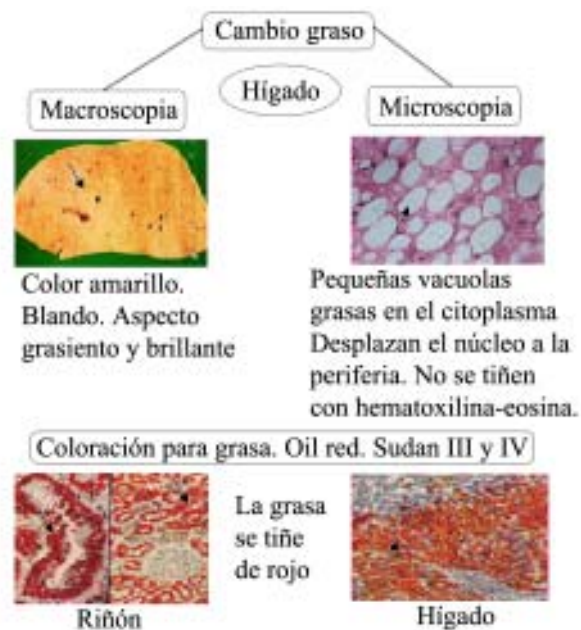 Cambio graso
Hígado
Macroscopia
Microscopia
Color amarillo.
Blando. Aspecto
grasiento y brillante
Pequeñas vacuolas
grasas en el citoplasma
Desplazan el núcleo a la
periferia. No se tiñen
con hematoxilina-eosina.
Coloración para grasa. Oil red. Sudan III y IV
La grasa
se tiñe
de rojo
Riñón
Hígado